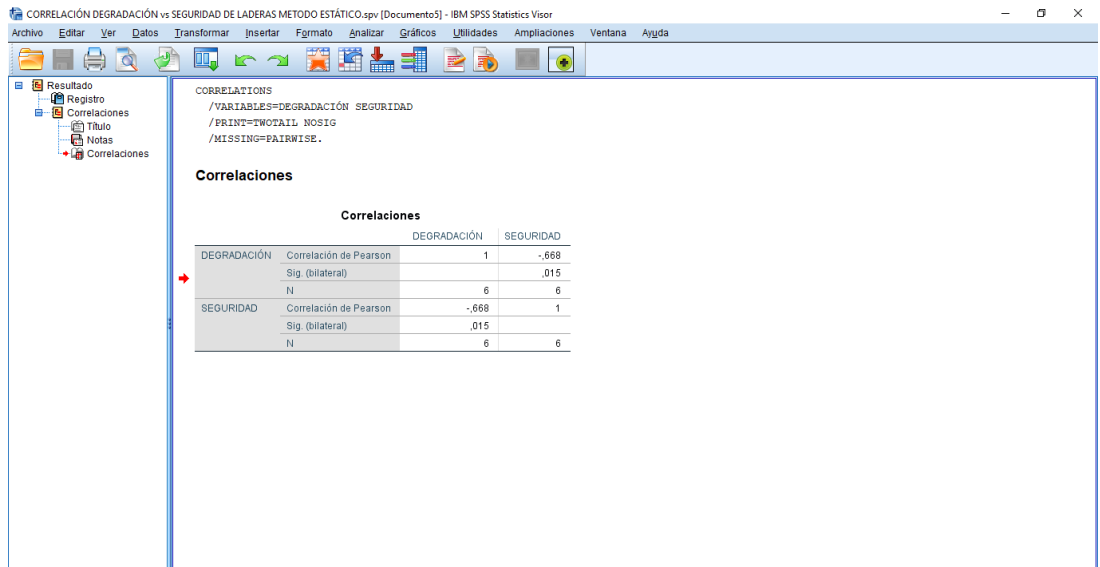 CORRELACIÓN DEGRADACIÓN vs SEGURIDAD DE LADERAS METODO ESTÁTICO.spv [Documento5] - IBM SPSS Statistics Visor
Archivo Editar Ver Datos Transformar Insertar Formato Analizar Gráficos Utilidades Ampliaciones Ventana Ayuda
Resultado
Registro
Correlaciones
Título
Notas
Correlaciones
CORRELATIONS
/VARIABLES=DEGRADACIÓN SEGURIDAD
/PRINT=TWOTAIL NOSIG
/MISSING=PAIRWISE.
Correlaciones
Correlaciones
DEGRADACIÓN SEGURIDAD
DEGRADACIÓN Correlación de Pearson 1 -,668
Sig. (bilateral) ,015
N 6 6
SEGURIDAD Correlación de Pearson -,668 1
Sig. (bilateral) ,015
N 6 6